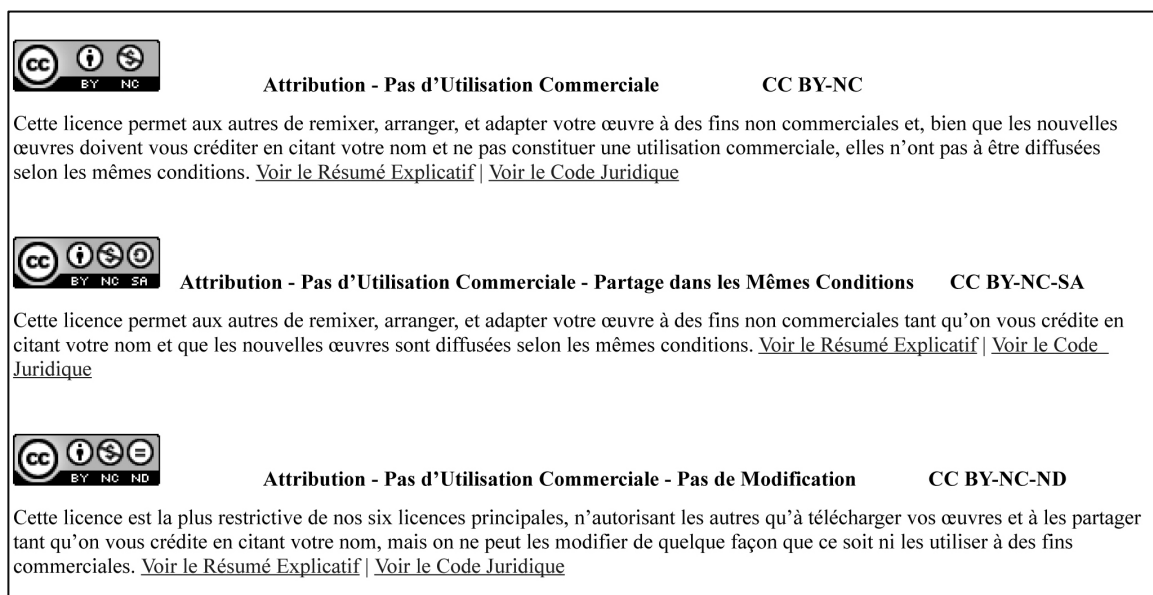 cc BY NC
Attribution - Pas d’Utilisation Commerciale CC BY-NC
Cette licence permet aux autres de remixer, arranger, et adapter votre œuvre à des fins non commerciales et, bien que les nouvelles
œuvres doivent vous créditer en citant votre nom et ne pas constituer une utilisation commerciale, elles n’ont pas à être diffusées
selon les mêmes conditions. Voir le Résumé Explicatif | Voir le Code Juridique
cc BY NC SA
Attribution - Pas d’Utilisation Commerciale - Partage dans les Mêmes Conditions CC BY-NC-SA
Cette licence permet aux autres de remixer, arranger, et adapter votre œuvre à des fins non commerciales tant qu’on vous crédite en
citant votre nom et que les nouvelles œuvres sont diffusées selon les mêmes conditions. Voir le Résumé Explicatif | Voir le Code
Juridique
cc BY NC ND
Attribution - Pas d’Utilisation Commerciale - Pas de Modification CC BY-NC-ND
Cette licence est la plus restrictive de nos six licences principales, n’autorisant les autres qu’à télécharger vos œuvres et à les partager
tant qu’on vous crédite en citant votre nom, mais on ne peut les modifier de quelque façon que ce soit ni les utiliser à des fins
commerciales. Voir le Résumé Explicatif | Voir le Code Juridique